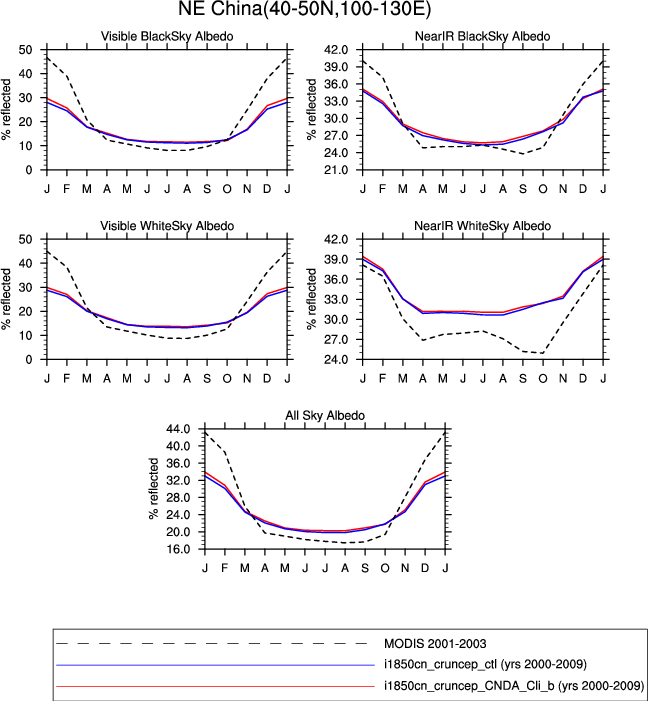 NE China(40-50N,100-130E)
Visible BlackSky Albedo
% reflected
50
40
30
20
10
0
J F M A M J J A S O N D J
NearIR BlackSky Albedo
% reflected
42.0
39.0
36.0
33.0
30.0
27.0
24.0
21.0
J F M A M J J A S O N D J
Visible WhiteSky Albedo
% reflected
50
40
30
20
10
0
J F M A M J J A S O N D J
NearIR WhiteSky Albedo
% reflected
42.0
39.0
36.0
33.0
30.0
27.0
24.0
J F M A M J J A S O N D J
All Sky Albedo
% reflected
44.0
40.0
36.0
32.0
28.0
24.0
20.0
16.0
J F M A M J J A S O N D J
MODIS 2001-2003
i1850cn_cruncep_ctl (yrs 2000-2009)
i1850cn_cruncep_CNDA_Cli_b (yrs 2000-2009)